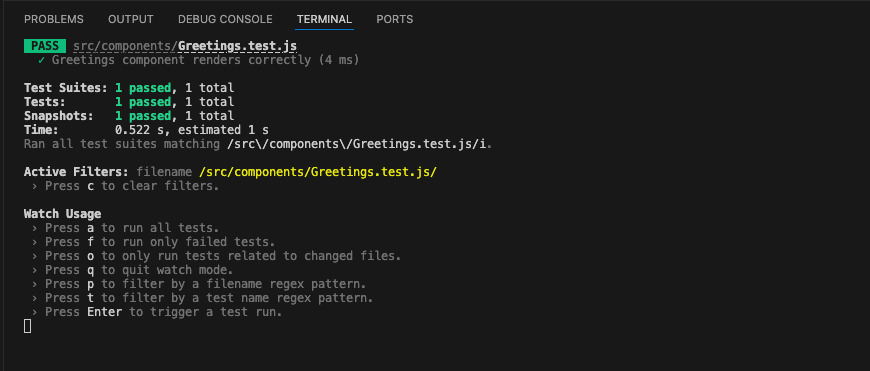 PROBLEMS OUTPUT DEBUG CONSOLE TERMINAL PORTS
PASS src/components/Greetings.test.js
✓ Greetings component renders correctly (4 ms)
Test Suites: 1 passed, 1 total
Tests: 1 passed, 1 total
Snapshots: 1 passed, 1 total
Time: 0.522 s, estimated 1 s
Ran all test suites matching /src\/components\/Greetings.test.js/i.
Active Filters: filename /src/components/Greetings.test.js/
› Press c to clear filters.
Watch Usage
› Press a to run all tests.
› Press f to run only failed tests.
› Press o to only run tests related to changed files.
› Press q to quit watch mode.
› Press p to filter by a filename regex pattern.
› Press t to filter by a test name regex pattern.
› Press Enter to trigger a test run.